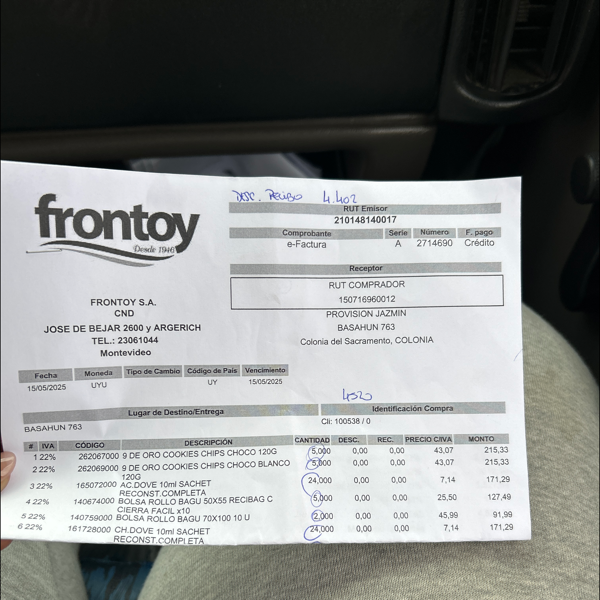 DESC. RECIBO 4.402
frontoy
Desde 1946
RUT Emisor
210148140017
Comprobante Serie Número F. pago
e-Factura A 2714690 Crédito
Receptor
RUT COMPRADOR
150716960012
PROVISION JAZMIN
BASAHUN 763
Colonia del Sacramento, COLONIA
FRONTOY S.A.
CND
JOSE DE BEJAR 2600 y ARGERICH
TEL.: 23061044
Montevideo
Fecha Moneda Tipo de Cambio Código de País Vencimiento
15/05/2025 UYU UY 15/05/2025
4320
Lugar de Destino/Entrega Identificación Compra
BASAHUN 763 Cli: 100538 / 0
# IVA CÓDIGO DESCRIPCIÓN CANTIDAD DESC. REC. PRECIO C/IVA MONTO
1 22% 262067000 9 DE ORO COOKIES CHIPS CHOCO 120G 5,000 0,00 0,00 43,07 215,33
2 22% 262069000 9 DE ORO COOKIES CHIPS CHOCO BLANCO 5,000 0,00 0,00 43,07 215,33
120G
3 22% 165072000 AC.DOVE 10ml SACHET 24,000 0,00 0,00 7,14 171,29
RECONST.COMPLETA
4 22% 140674000 BOLSA ROLLO BAGU 50X55 RECIBAG C 5,000 0,00 0,00 25,50 127,49
CIERRA FACIL x10
5 22% 140759000 BOLSA ROLLO BAGU 70X100 10 U 2,000 0,00 0,00 45,99 91,99
6 22% 161728000 CH.DOVE 10ml SACHET 24,000 0,00 0,00 7,14 171,29
RECONST.COMPLETA